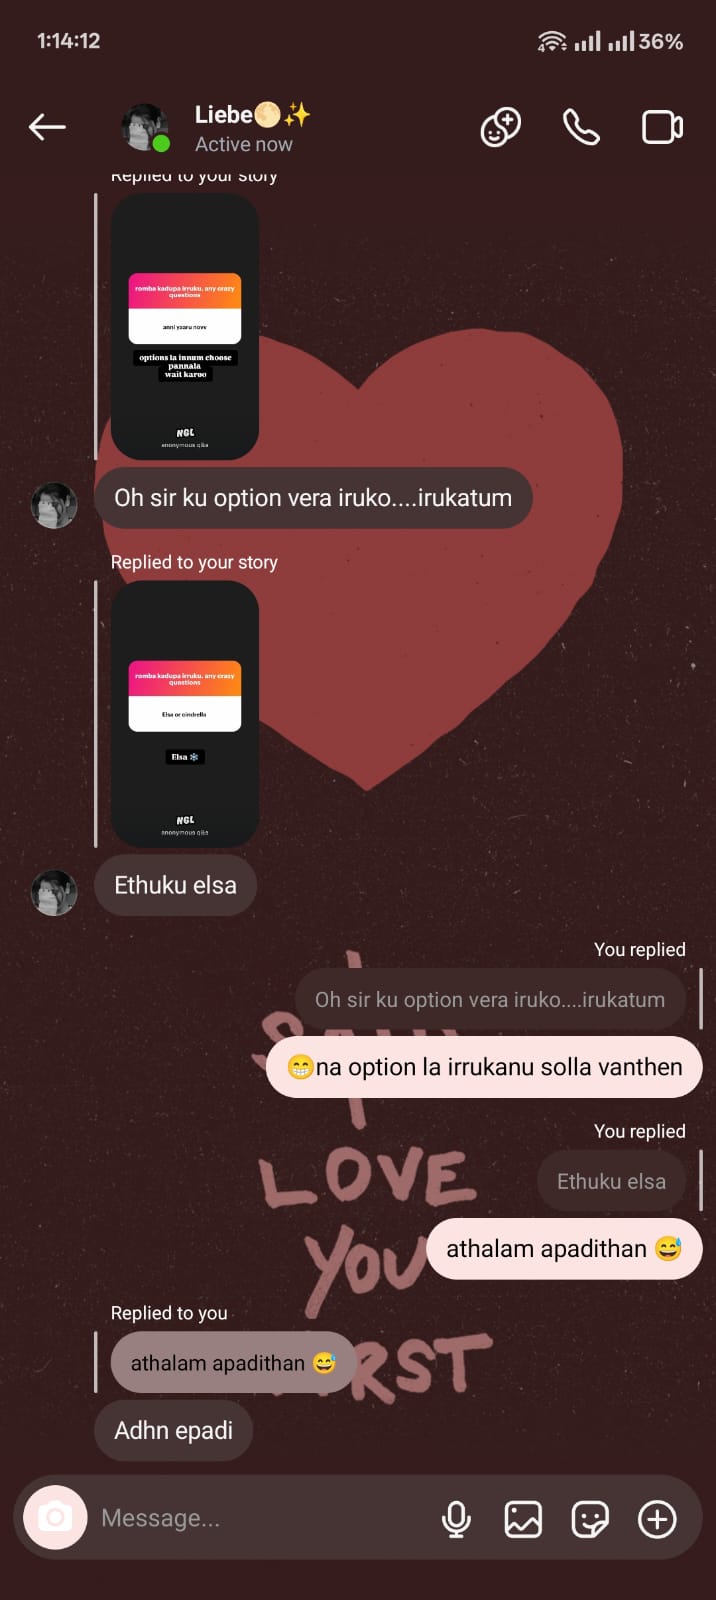 1:14:12
4
36%
Liebe🌕✨
Active now
Replied to your story
romba kadupa irruku, any crazy
questions
anni yaaru novv
options la innum choose
pannala
wait karoo
NGL
anonymous q&a
Oh sir ku option vera iruko....irukatum
Replied to your story
romba kadupa irruku, any crazy
questions
Elsa or cindrella
Elsa ❄️
NGL
anonymous q&a
Ethuku elsa
You replied
Oh sir ku option vera iruko....irukatum
😁na option la irrukanu solla vanthen
I
LOVE
YOU
You replied
Ethuku elsa
athalam apadithan 😅
Replied to you
athalam apadithan 😅
Adhn epadi
Message...